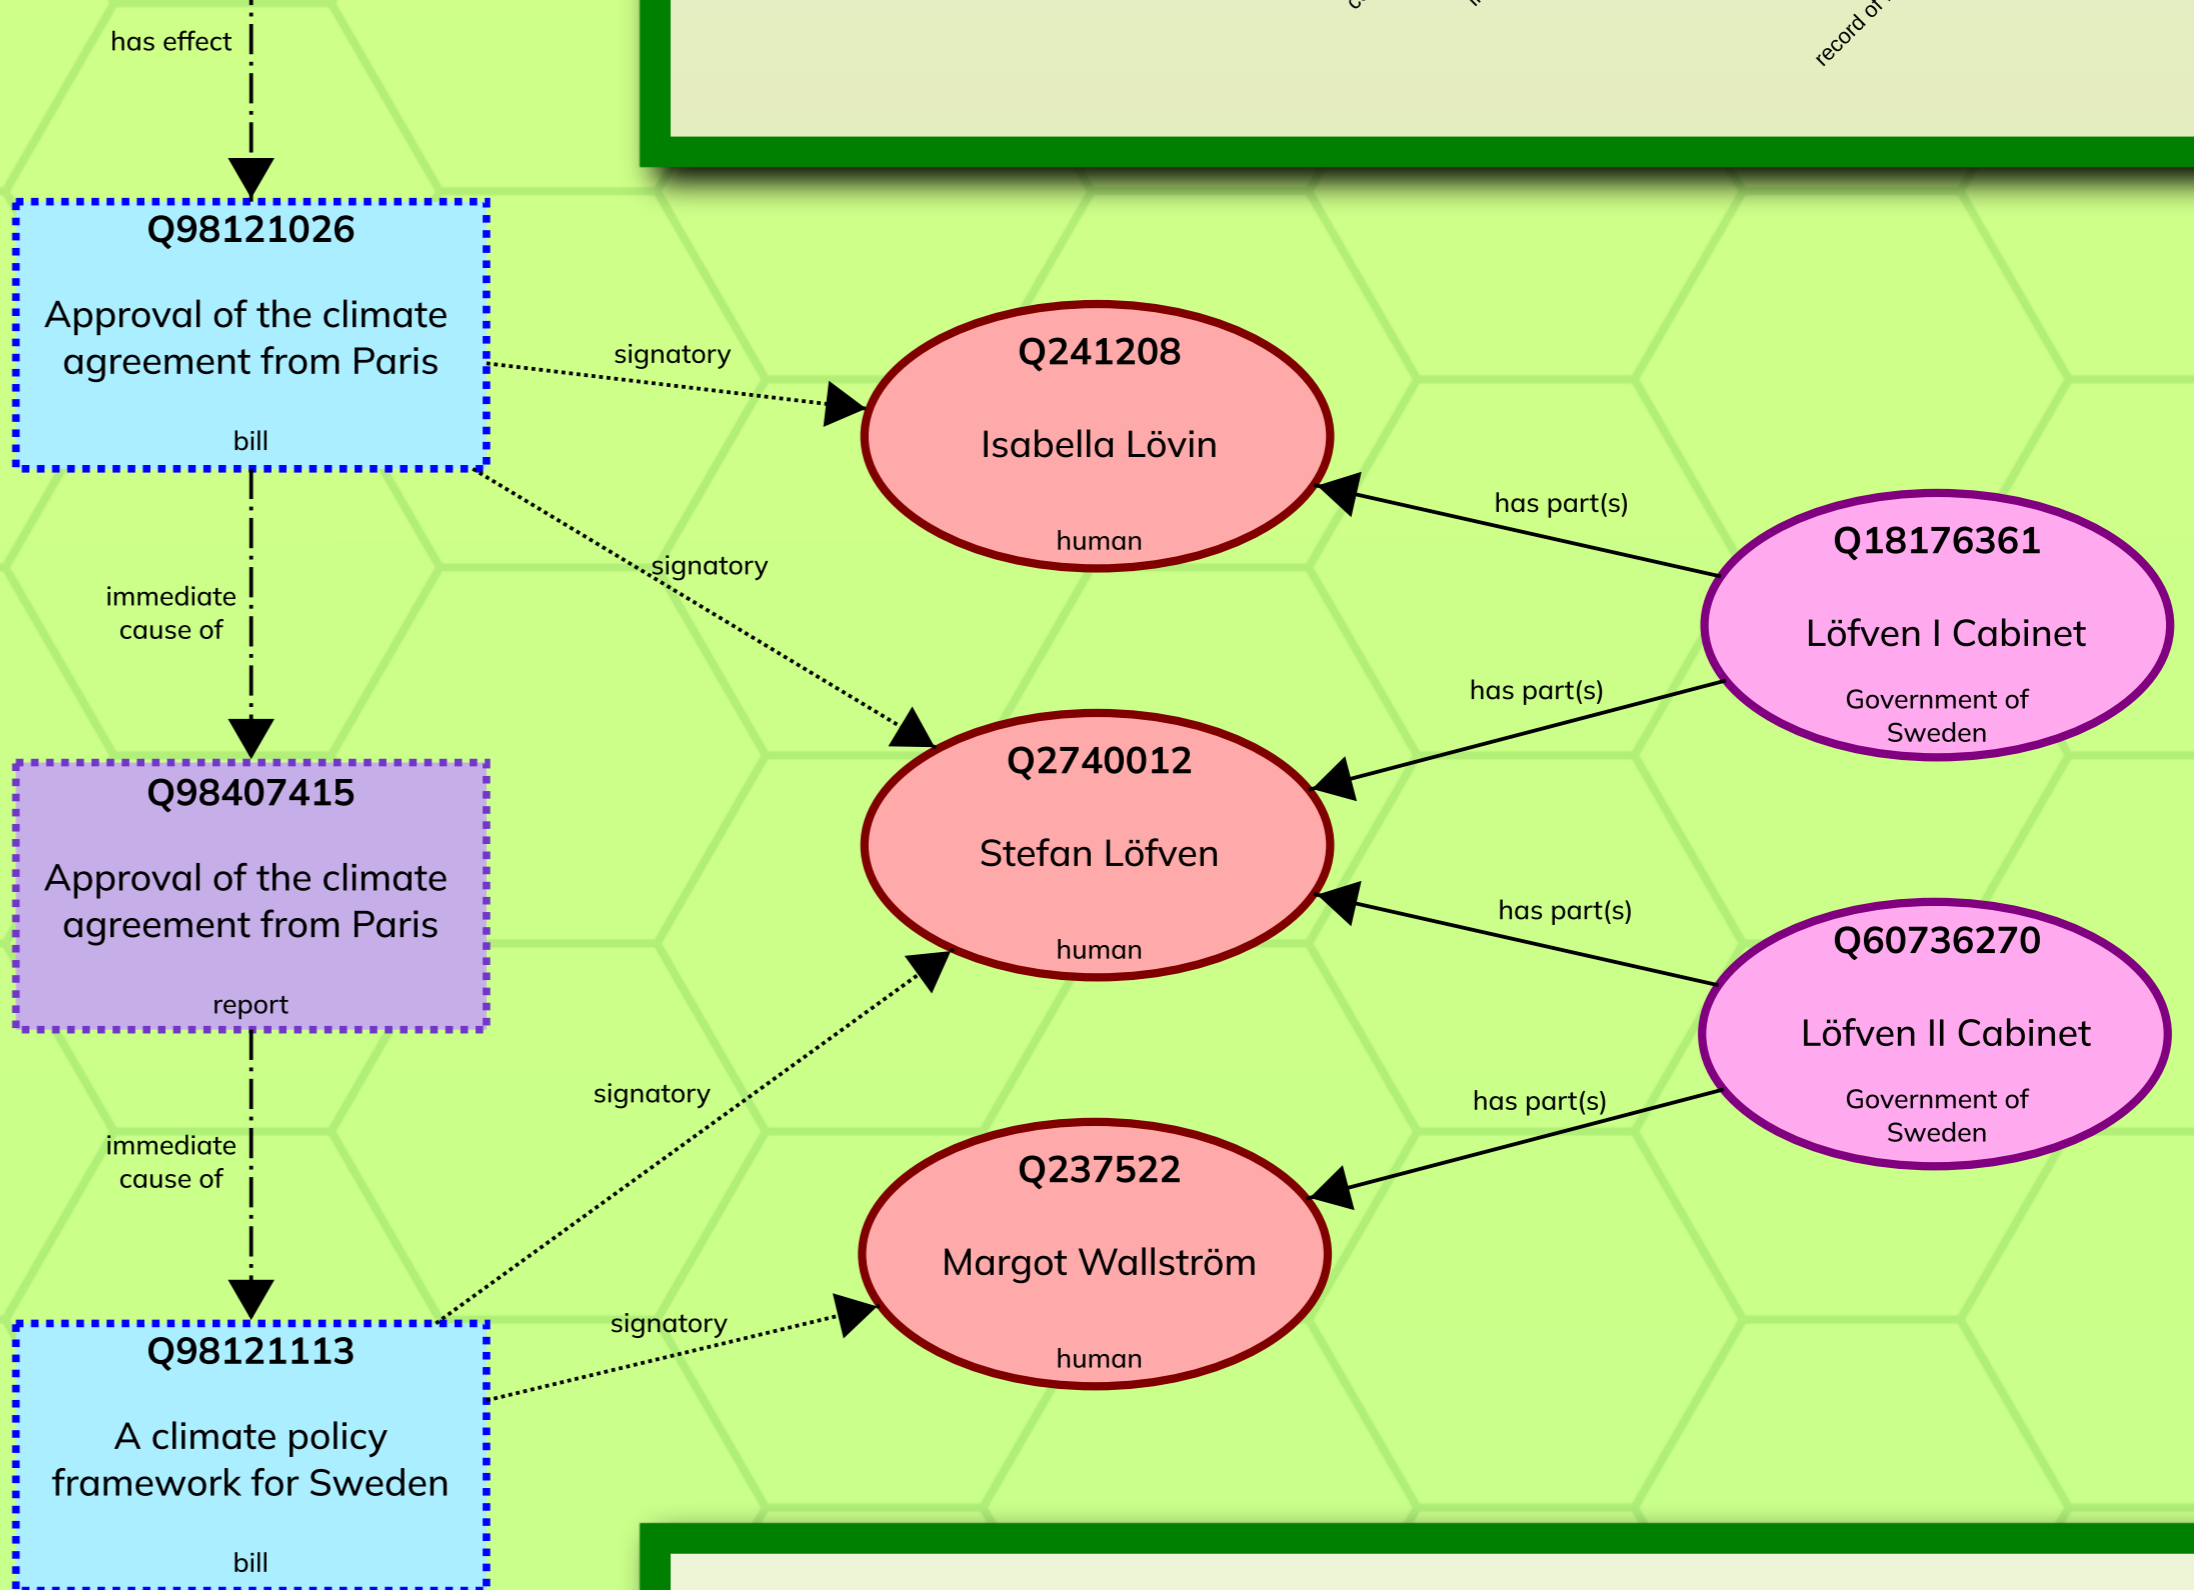 has effect
record of
Q98121026
Approval of the climate
agreement from Paris
bill
signatory
signatory
Q241208
Isabella Lövin
human
has part(s)
Q18176361
Löfven I Cabinet
Government of
Sweden
has part(s)
immediate
cause of
Q98407415
Approval of the climate
agreement from Paris
report
Q2740012
Stefan Löfven
human
has part(s)
Q60736270
Löfven II Cabinet
Government of
Sweden
has part(s)
signatory
immediate
cause of
Q237522
Margot Wallström
human
signatory
Q98121113
A climate policy
framework for Sweden
bill